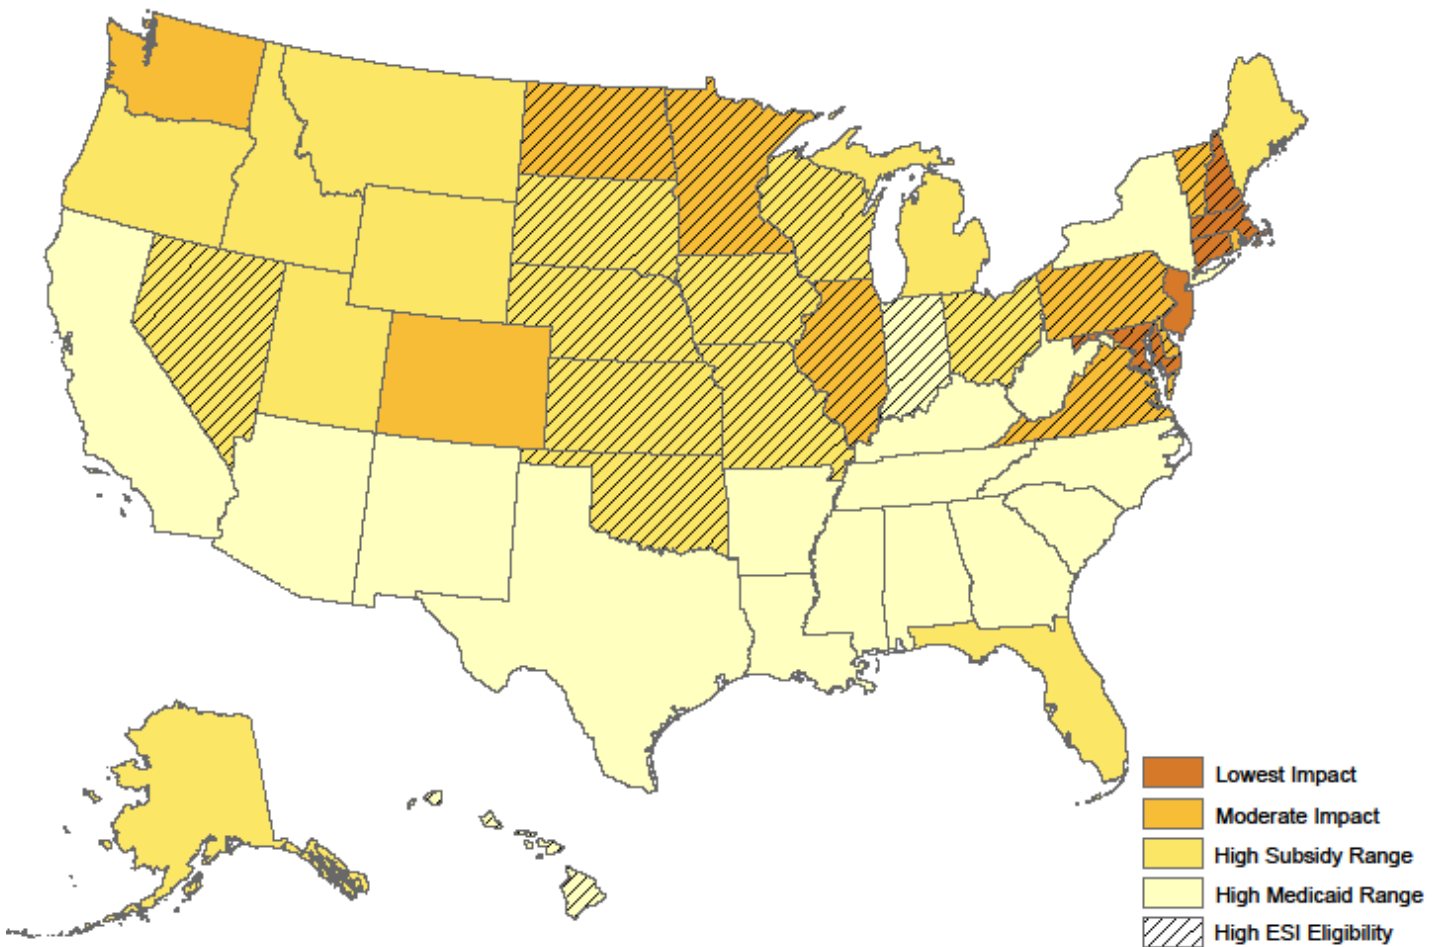 Lowest Impact
Moderate Impact
High Subsidy Range
High Medicaid Range
High ESI Eligibility